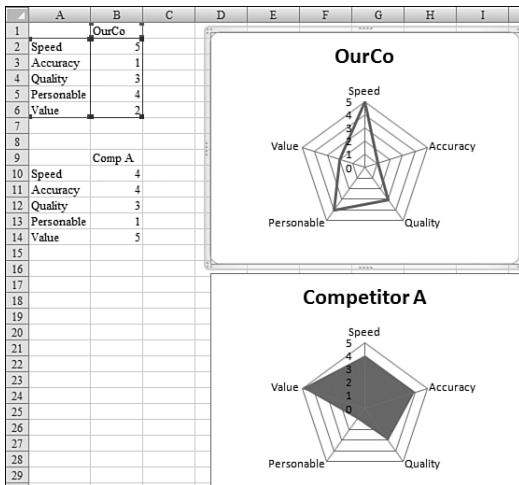 A B C D E F G H I
1 OurCo
2 Speed 5
3 Accuracy 1
4 Quality 3
5 Personable 4
6 Value 2
7
8
9 Comp A
10 Speed 4
11 Accuracy 4
12 Quality 3
13 Personable 1
14 Value 5
15
16
17
18
19
20
21
22
23
24
25
26
27
28
29
OurCo
Speed
5
4
3
2
1
0
Value
Accuracy
Personable
Quality
Competitor A
Speed
5
4
3
2
1
0
Value
Accuracy
Personable
Quality